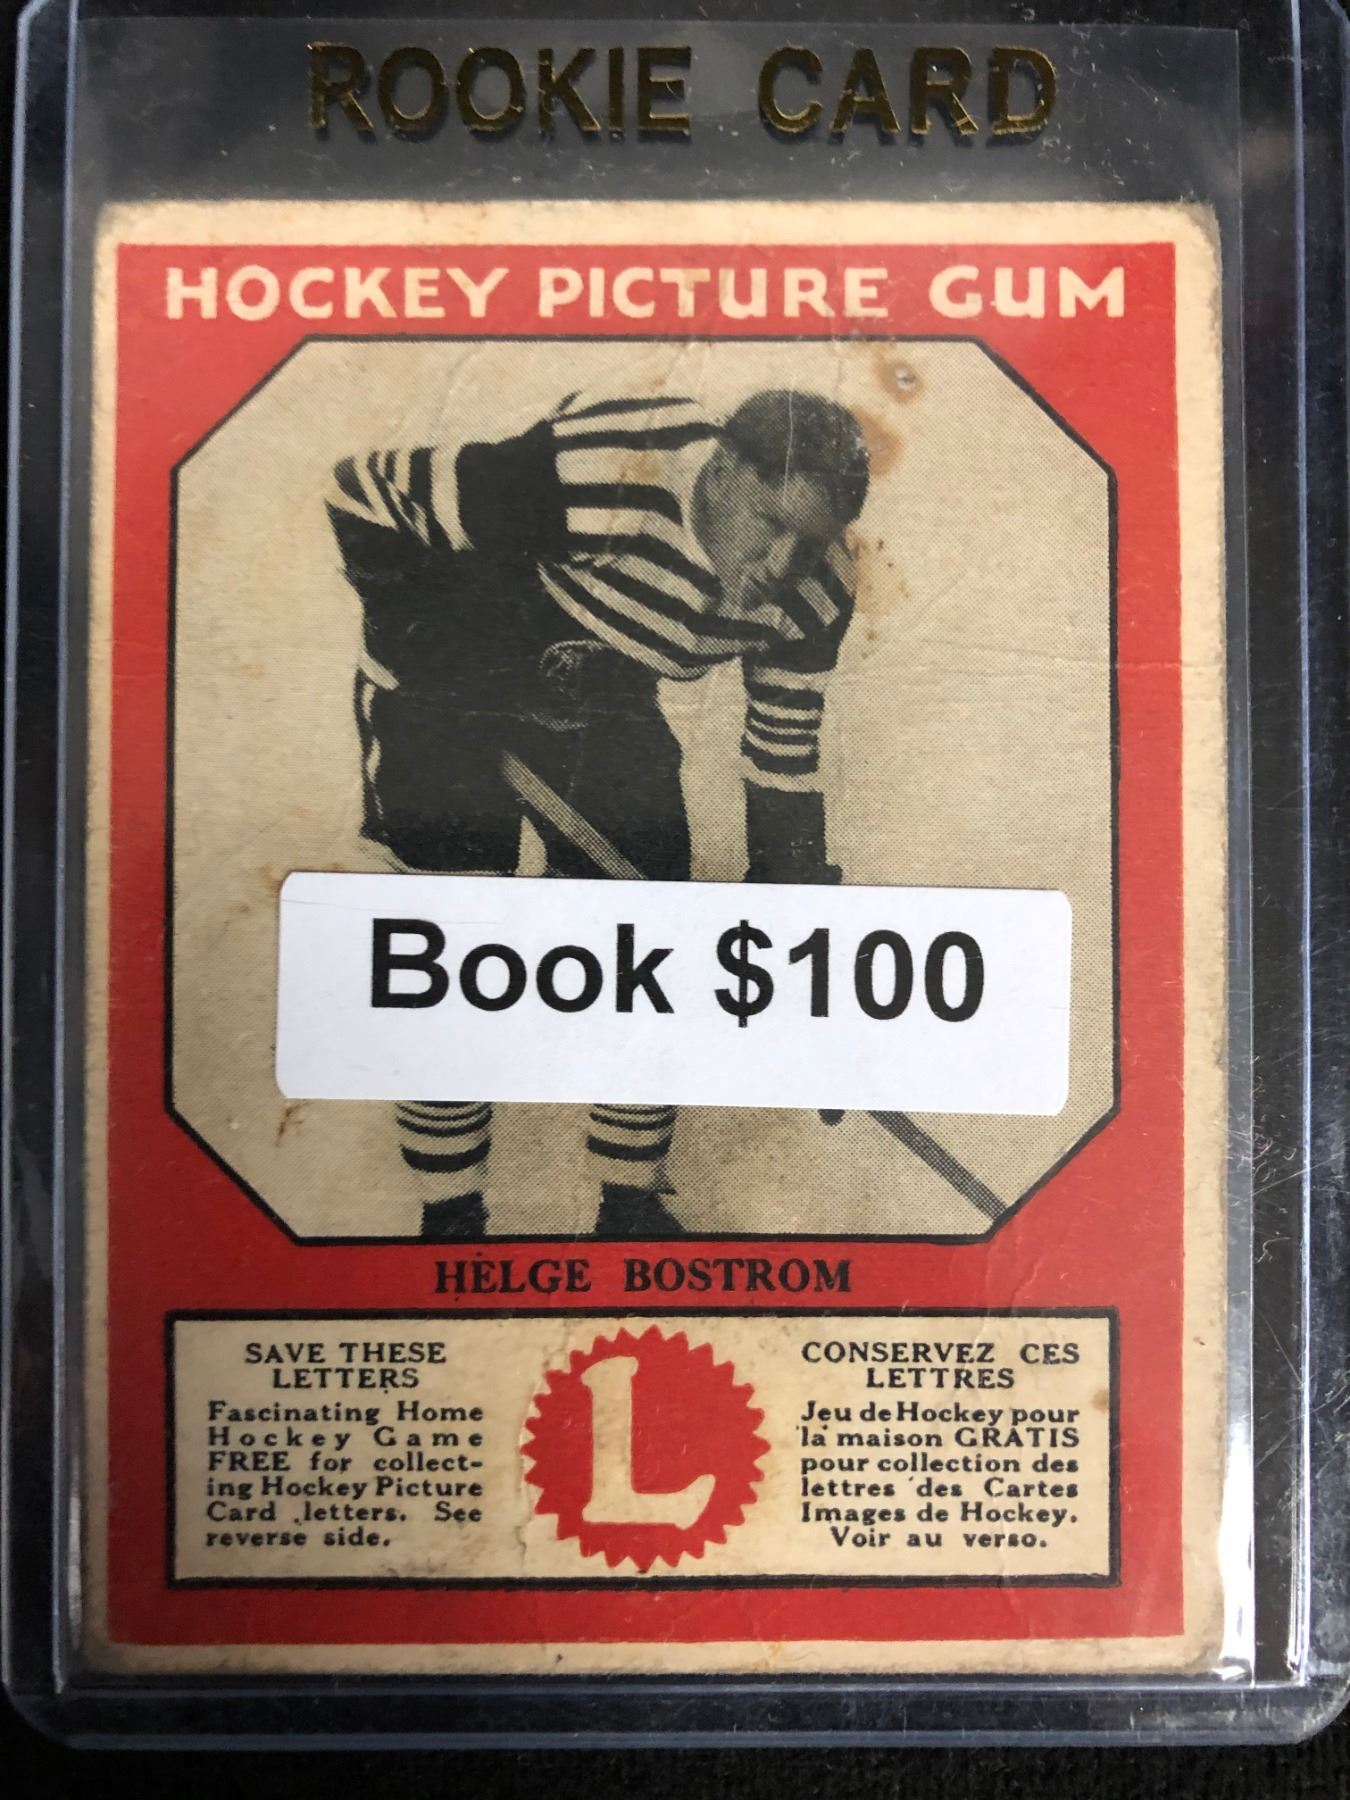 ROOKIE CARD
HOCKEY PICTURE GUM
Book $100
HELGE BOSTROM
SAVE THESE
LETTERS
Fascinating Home
Hockey Game
FREE for collect-
ing Hockey Picture
Card letters. See
reverse side.
L
CONSERVEZ CES
LETTRES
Jeu de Hockey pour
la maison GRATIS
pour collection des
lettres des Cartes
Images de Hockey.
Voir au verso.